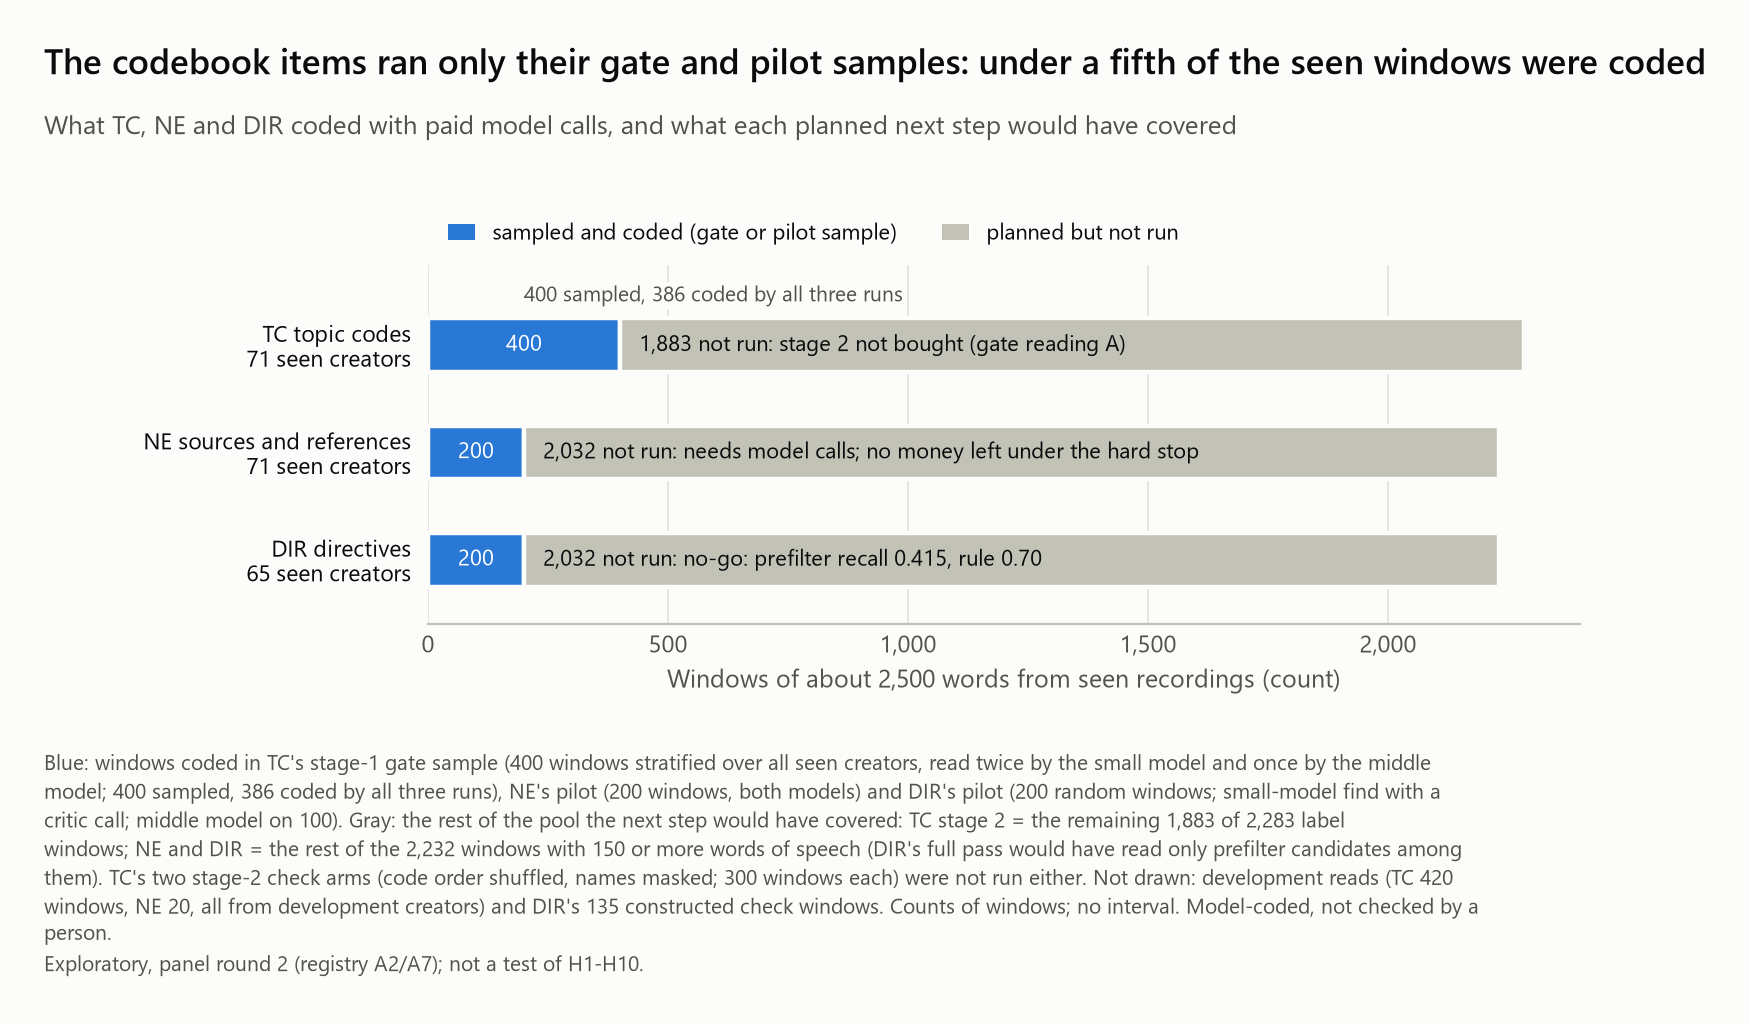 The codebook items ran only their gate and pilot samples: under a fifth of the seen windows were coded
What TC, NE and DIR coded with paid model calls, and what each planned next step would have covered
sampled and coded (gate or pilot sample)
planned but not run
400 sampled, 386 coded by all three runs
TC topic codes
71 seen creators
400
1,883 not run: stage 2 not bought (gate reading A)
NE sources and references
71 seen creators
200
2,032 not run: needs model calls; no money left under the hard stop
DIR directives
65 seen creators
200
2,032 not run: no-go: prefilter recall 0.415, rule 0.70
0 500 1,000 1,500 2,000
Windows of about 2,500 words from seen recordings (count)
Blue: windows coded in TC's stage-1 gate sample (400 windows stratified over all seen creators, read twice by the small model and once by the middle
model; 400 sampled, 386 coded by all three runs), NE's pilot (200 windows, both models) and DIR's pilot (200 random windows; small-model find with a
critic call; middle model on 100). Gray: the rest of the pool the next step would have covered: TC stage 2 = the remaining 1,883 of 2,283 label
windows; NE and DIR = the rest of the 2,232 windows with 150 or more words of speech (DIR's full pass would have read only prefilter candidates among
them). TC's two stage-2 check arms (code order shuffled, names masked; 300 windows each) were not run either. Not drawn: development reads (TC 420
windows, NE 20, all from development creators) and DIR's 135 constructed check windows. Counts of windows; no interval. Model-coded, not checked by a
person.
Exploratory, panel round 2 (registry A2/A7); not a test of H1-H10.